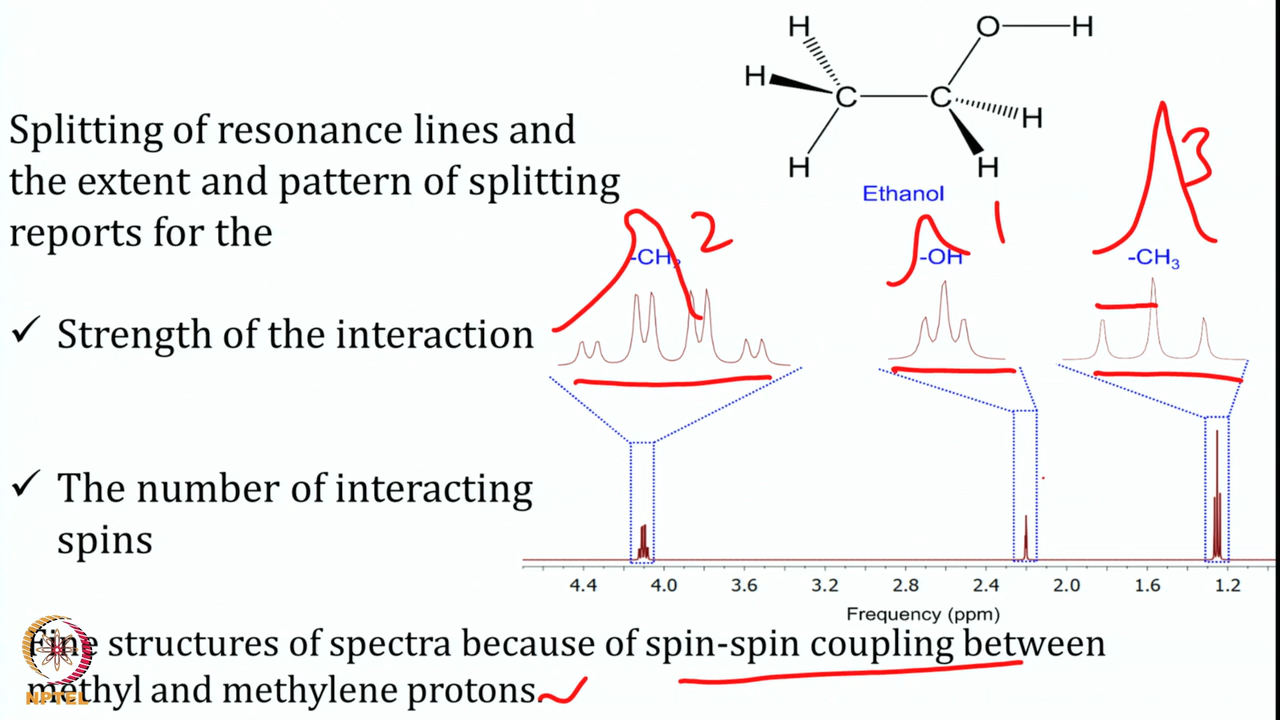 H
O
H
H
C
C
H
H
H
Ethanol
Splitting of resonance lines and
the extent and pattern of splitting
reports for the
✓ Strength of the interaction
✓ The number of interacting
spins
-CH2
2
-OH
1
-CH3
3
4.4 4.0 3.6 3.2 2.8 2.4 2.0 1.6 1.2
Frequency (ppm)
Fine structures of spectra because of spin-spin coupling between
methyl and methylene protons.
NPTEL